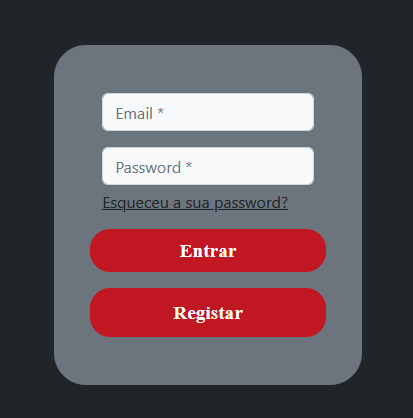 Email *
Password *
Esqueceu a sua password?
Entrar
Registar